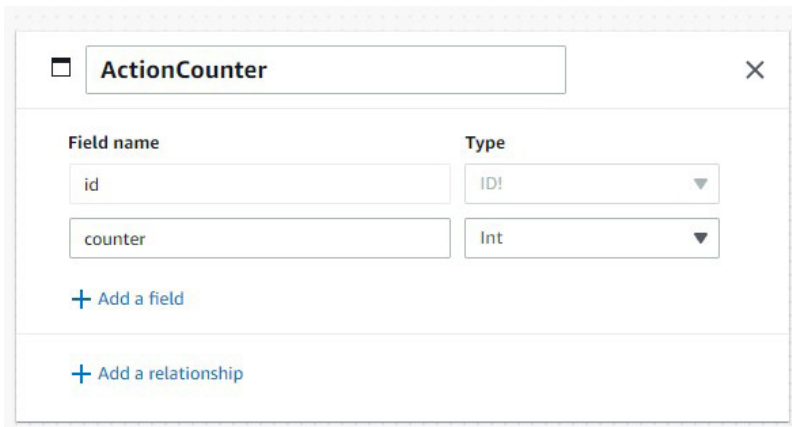 ActionCounter
Field name Type
id ID!
counter Int
Add a field
Add a relationship